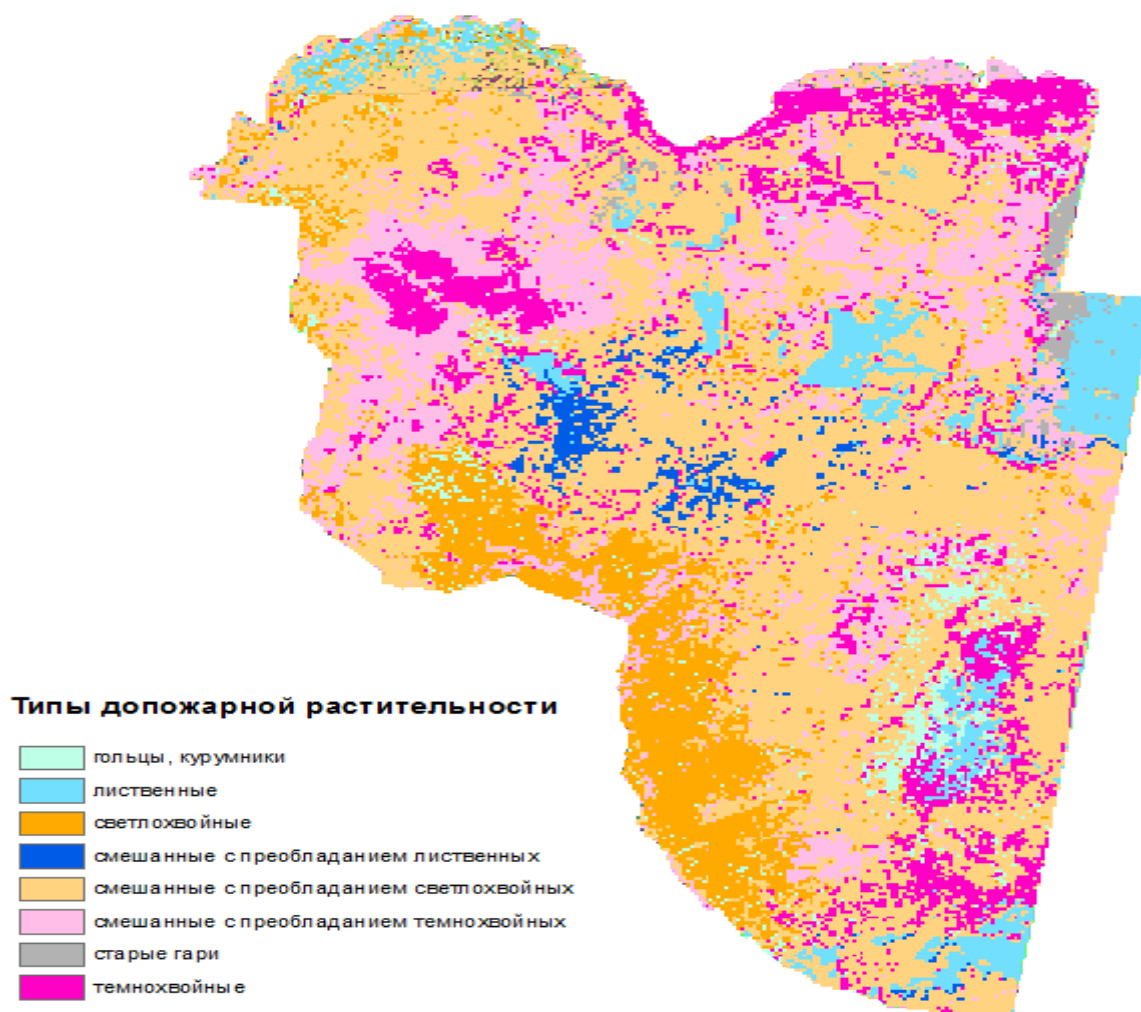 Типы допожарной растительности
гольцы, курумники
лиственные
светлохвойные
смешанные с преобладанием лиственных
смешанные с преобладанием светлохвойных
смешанные с преобладанием темнохвойных
старые гари
темнохвойные